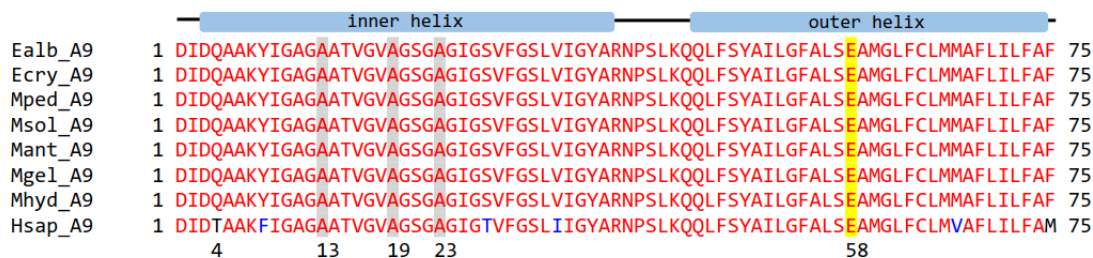 inner helix outer helix
Ealb_A9 1 DIDQAAKYIGAGAATVGVAGSGAGIGSVFGSLVIGYARNPSLKQQLFSYAILGFALSEAMGLFCLMMAFLILFAF 75
Ecry_A9 1 DIDQAAKYIGAGAATVGVAGSGAGIGSVFGSLVIGYARNPSLKQQLFSYAILGFALSEAMGLFCLMMAFLILFAF 75
Mped_A9 1 DIDQAAKYIGAGAATVGVAGSGAGIGSVFGSLVIGYARNPSLKQQLFSYAILGFALSEAMGLFCLMMAFLILFAF 75
Msol_A9 1 DIDQAAKYIGAGAATVGVAGSGAGIGSVFGSLVIGYARNPSLKQQLFSYAILGFALSEAMGLFCLMMAFLILFAF 75
Mant_A9 1 DIDQAAKYIGAGAATVGVAGSGAGIGSVFGSLVIGYARNPSLKQQLFSYAILGFALSEAMGLFCLMMAFLILFAF 75
Mgel_A9 1 DIDQAAKYIGAGAATVGVAGSGAGIGSVFGSLVIGYARNPSLKQQLFSYAILGFALSEAMGLFCLMMAFLILFAF 75
Mhyd_A9 1 DIDQAAKYIGAGAATVGVAGSGAGIGSVFGSLVIGYARNPSLKQQLFSYAILGFALSEAMGLFCLMMAFLILFAF 75
Hsap_A9 1 DIDTAAKFIGAGAATVGVAGSGAGIGTVFGSLIIGYARNPSLKQQLFSYAILGFALSEAMGLFCLMVAFLILFAM 75
4 13 19 23 58